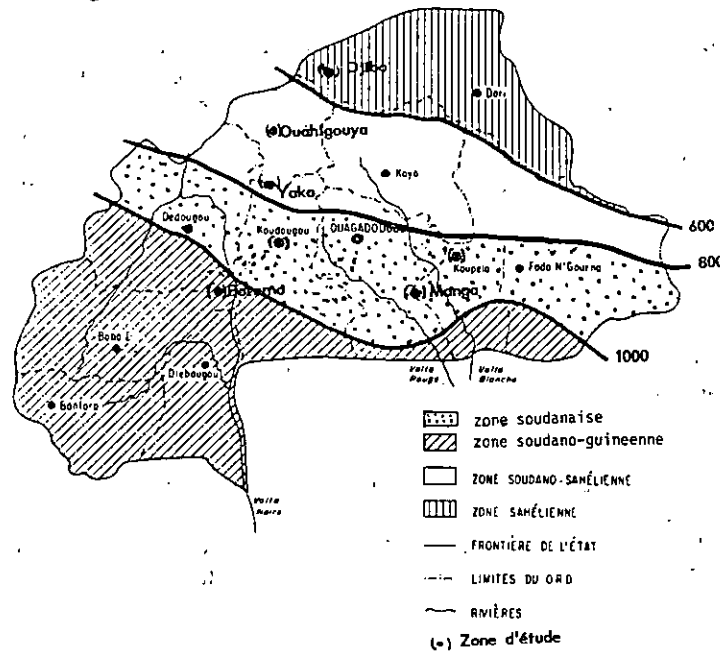 (•) Djibo
Dori
(•) Ouahigouya
Kaya
(•) Yako
600
Dedougou
Koudougou
(•)
OUAGADOUGOU
(•)
Koupela
Fada N'Gourma
800
(•) Boromo
(•) Manga
Bobo D.
1000
Diebougou
Volta
Rouge
Volta
Blanche
Banfora
zone soudanaise
zone soudano-guineenne
Volta
Noire
ZONE SOUDANO-SAHÉLIENNE
ZONE SAHÉLIENNE
FRONTIÈRE DE L'ÉTAT
LIMITES DU ORD
RIVIÈRES
(•) Zone d'étude